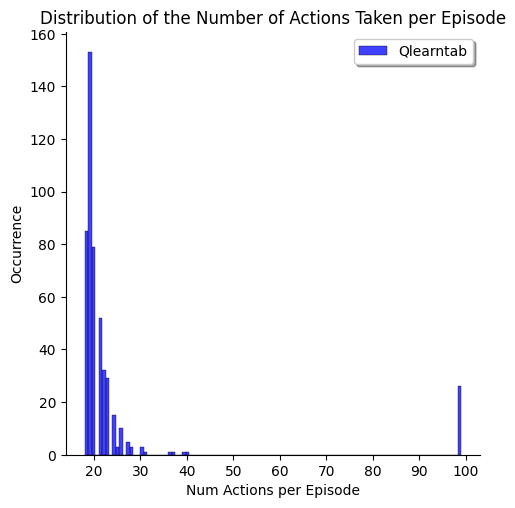 Distribution of the Number of Actions Taken per Episode
Qlearntab
160
140
120
100
80
60
40
20
0
Occurrence
20 30 40 50 60 70 80 90 100
Num Actions per Episode